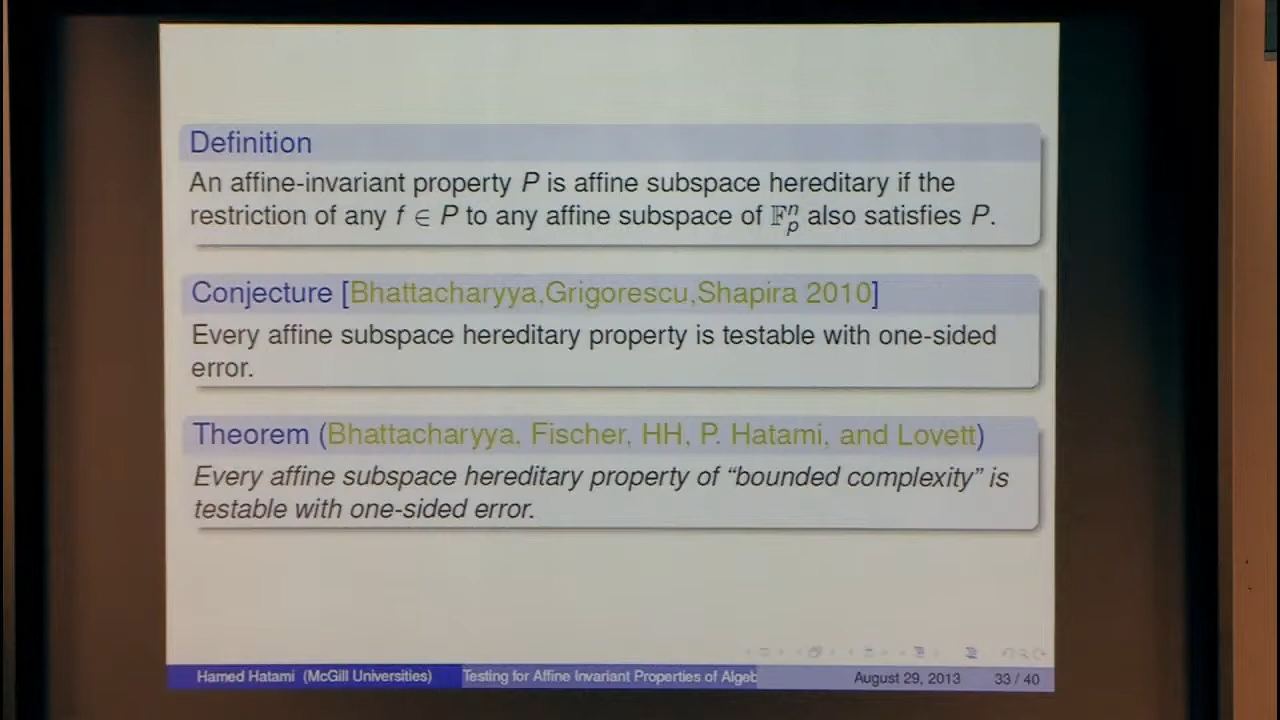 Definition
An affine-invariant property P is affine subspace hereditary if the
restriction of any f ∈ P to any affine subspace of 𝔽ₚⁿ also satisfies P.
Conjecture [Bhattacharyya,Grigorescu,Shapira 2010]
Every affine subspace hereditary property is testable with one-sided
error.
Theorem (Bhattacharyya, Fischer, HH, P. Hatami, and Lovett)
Every affine subspace hereditary property of “bounded complexity” is
testable with one-sided error.
Hamed Hatami (McGill Universities) Testing for Affine Invariant Properties of Algeb August 29, 2013 33 / 40